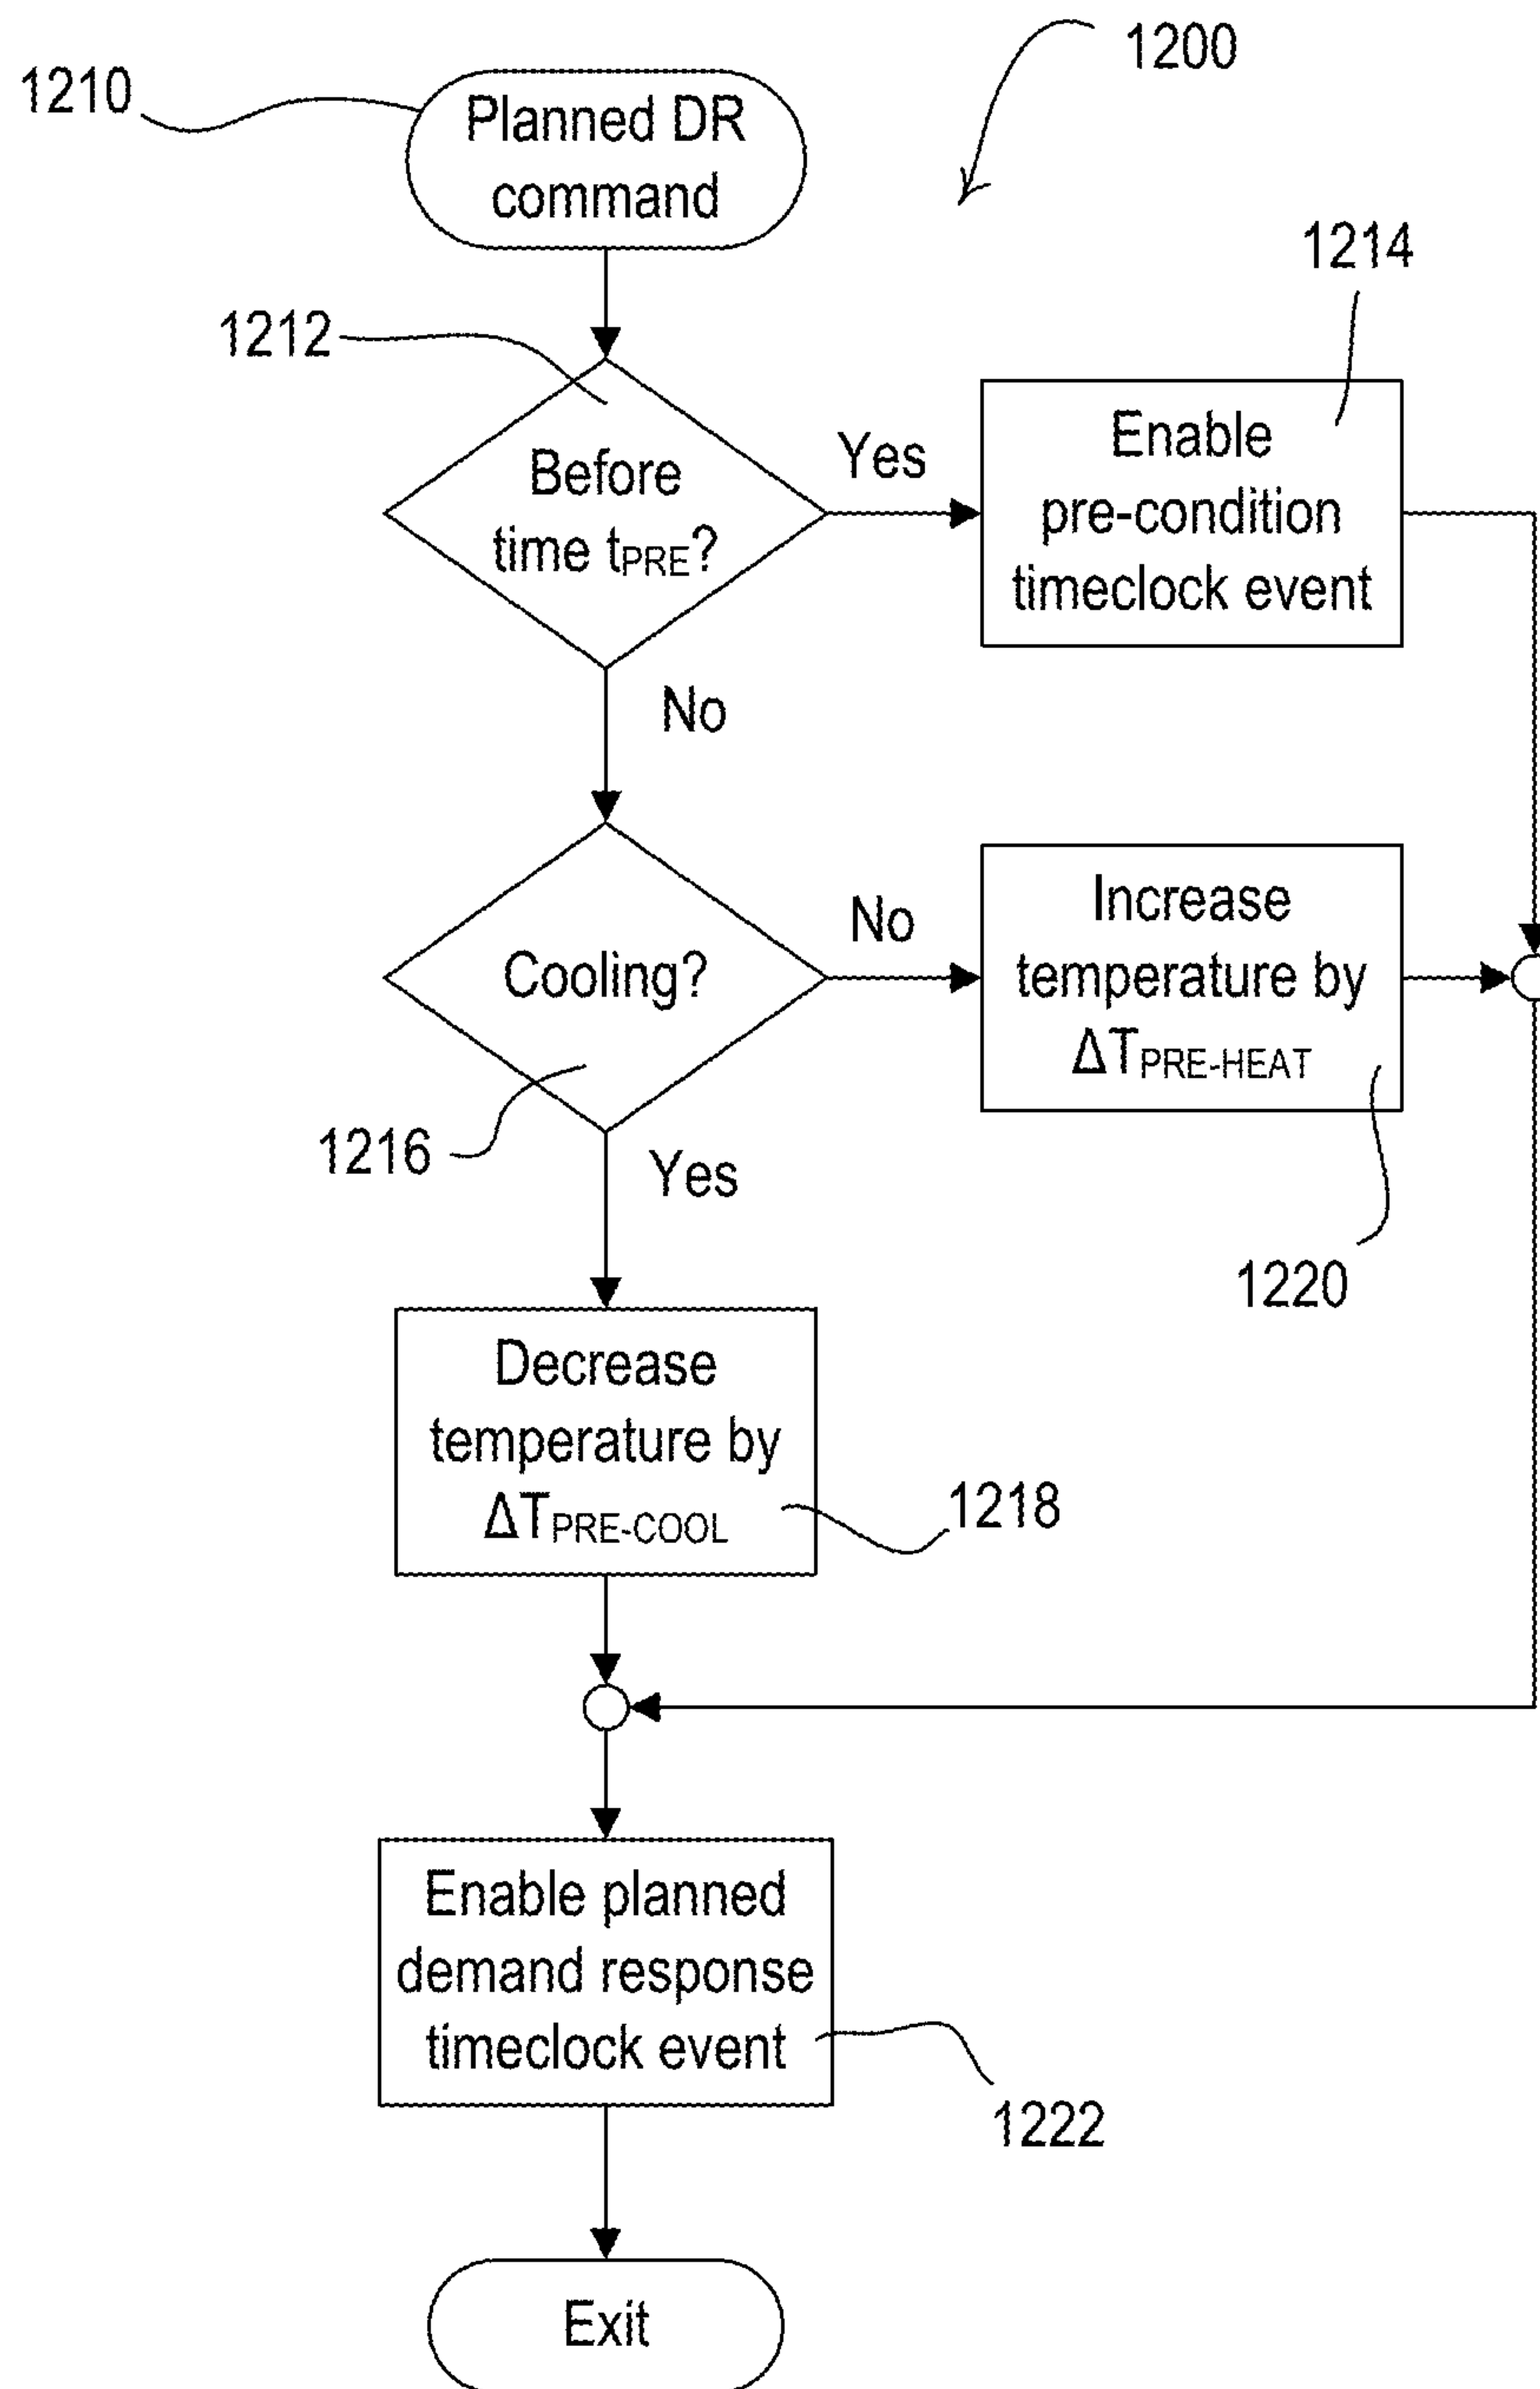 1200
1210
Planned DR
command
1214
1212
Before
time tPRE?
Yes
Enable
pre-condition
timeclock event
No
Cooling?
No
Increase
temperature by
ΔTPRE-HEAT
1216
Yes
1220
Decrease
temperature by
ΔTPRE-COOL
1218
Enable planned
demand response
timeclock event
1222
Exit